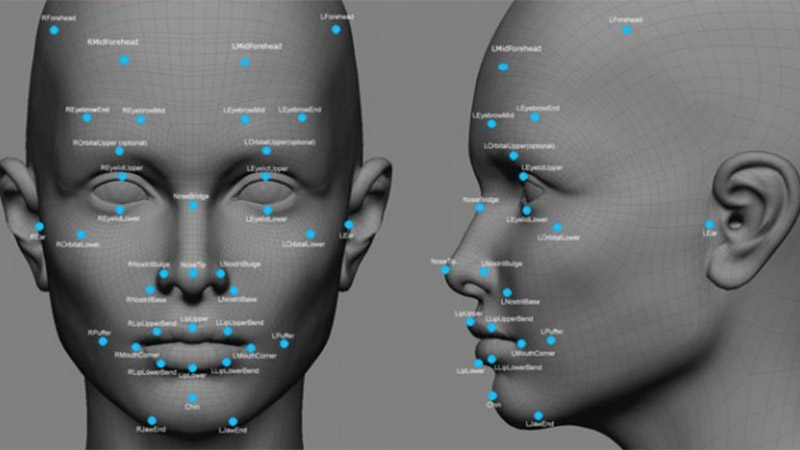 RForehead
LForehead
RMidForehead
LMidForehead
REyebrowEnd
REyebrowMid
LEyebrowMid
LEyebrowEnd
ROrbitalUpper (optional)
LOrbitalUpper(optional)
REyelidUpper
LEyelidUpper
NoseBridge
REyelidLower
LEyelidLower
REar
LEar
ROrbitalLower
LOrbitalLower
RNostrilBulge
NoseTip
LNostrilBulge
RNostrilBase
LNostrilBase
LipUpper
RLipUpperBend
LLipUpperBend
RPuffer
LPuffer
RMouthCorner
LMouthCorner
RLipLowerBend
LipLower
LLipLowerBend
Chin
RJawEnd
LJawEnd
LForehead
LMidForehead
LEyebrowMid
LEyebrowEnd
LOrbitalUpper(optional)
LEyelidUpper
NoseBridge
LEyelidLower
LOrbitalLower
LEar
NoseTip
LNostrilBulge
LNostrilBase
LipUpper
LLipUpperBend
LPuffer
LMouthCorner
LipLower
LLipLowerBend
Chin
LJawEnd